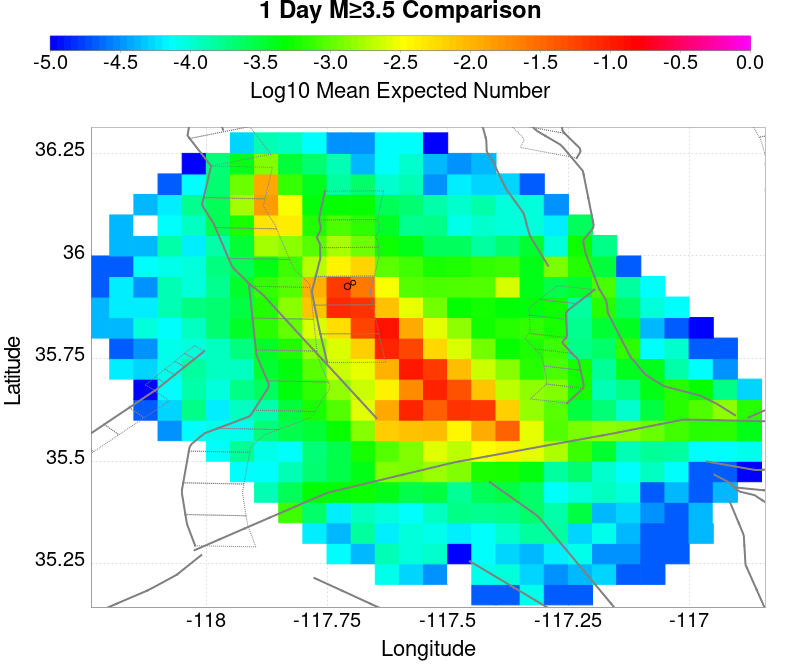 1 Day M≥3.5 Comparison
-5.0 -4.5 -4.0 -3.5 -3.0 -2.5 -2.0 -1.5 -1.0 -0.5 0.0
Log10 Mean Expected Number
36.25
36
35.75
35.5
35.25
Latitude
-118 -117.75 -117.5 -117.25 -117
Longitude